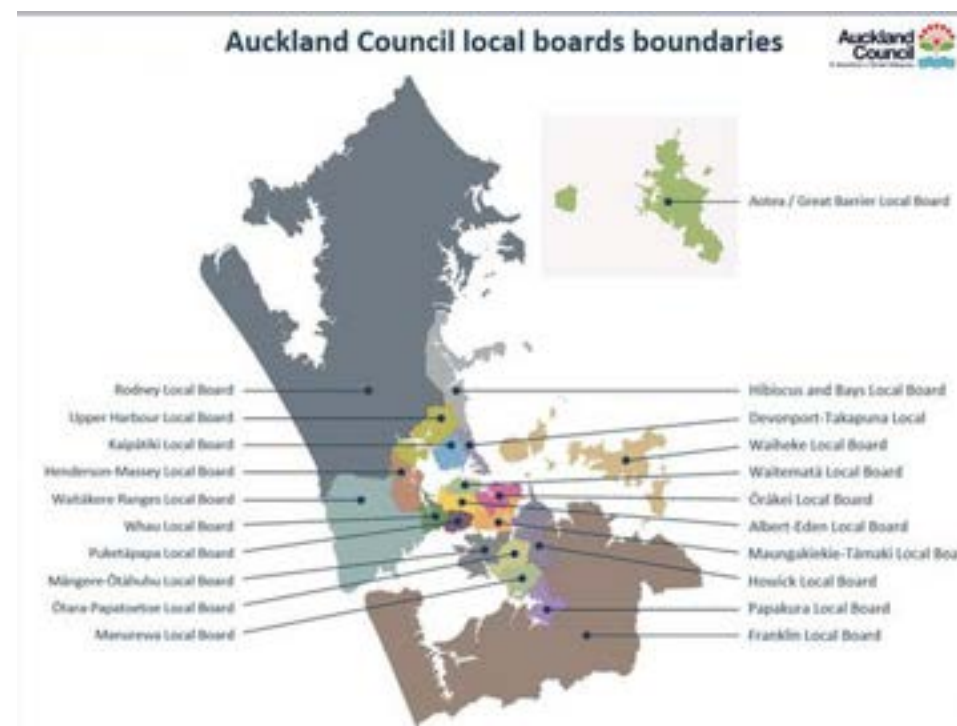 Auckland Council local boards boundaries
Auckland
Council
Aotea / Great Barrier Local Board
Rodney Local Board
Upper Harbour Local Board
Kaipātiki Local Board
Henderson-Massey Local Board
Waitākere Ranges Local Board
Whau Local Board
Puketāpapa Local Board
Māngere-Ōtāhuhu Local Board
Ōtara-Papatoetoe Local Board
Manurewa Local Board
Hibiscus and Bays Local Board
Devonport-Takapuna Local
Waiheke Local Board
Waitematā Local Board
Ōrākei Local Board
Albert-Eden Local Board
Maungakiekie-Tāmaki Local Boa
Howick Local Board
Papakura Local Board
Franklin Local Board